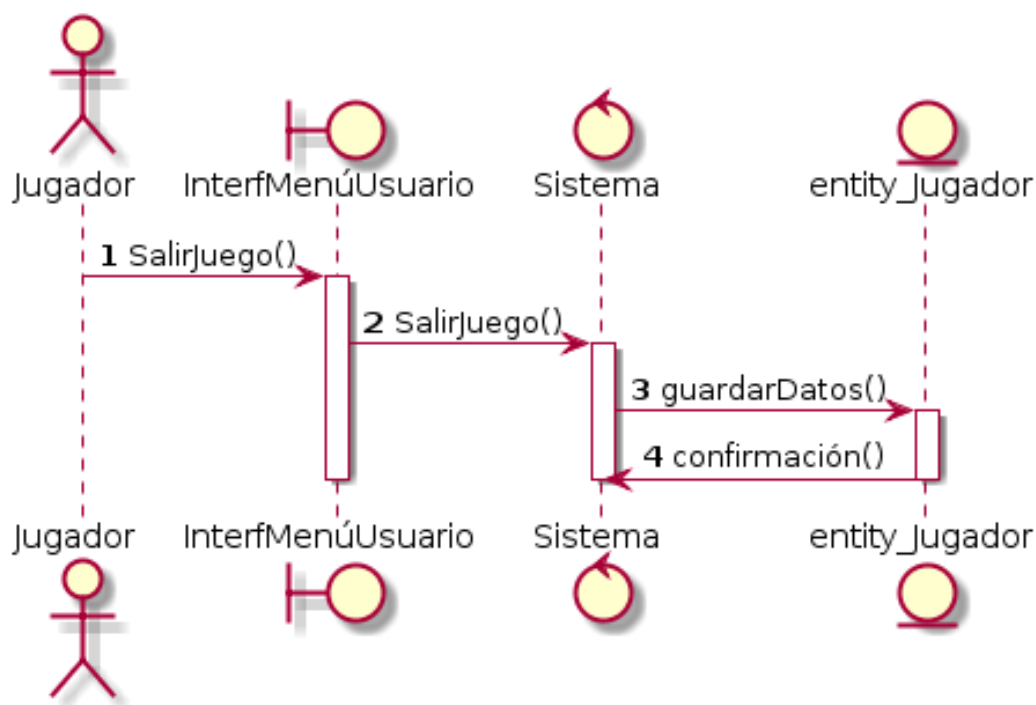 Jugador InterfMenúUsuario Sistema entity_Jugador
1 SalirJuego()
2 SalirJuego()
3 guardarDatos()
4 confirmación()
Jugador InterfMenúUsuario Sistema entity_Jugador